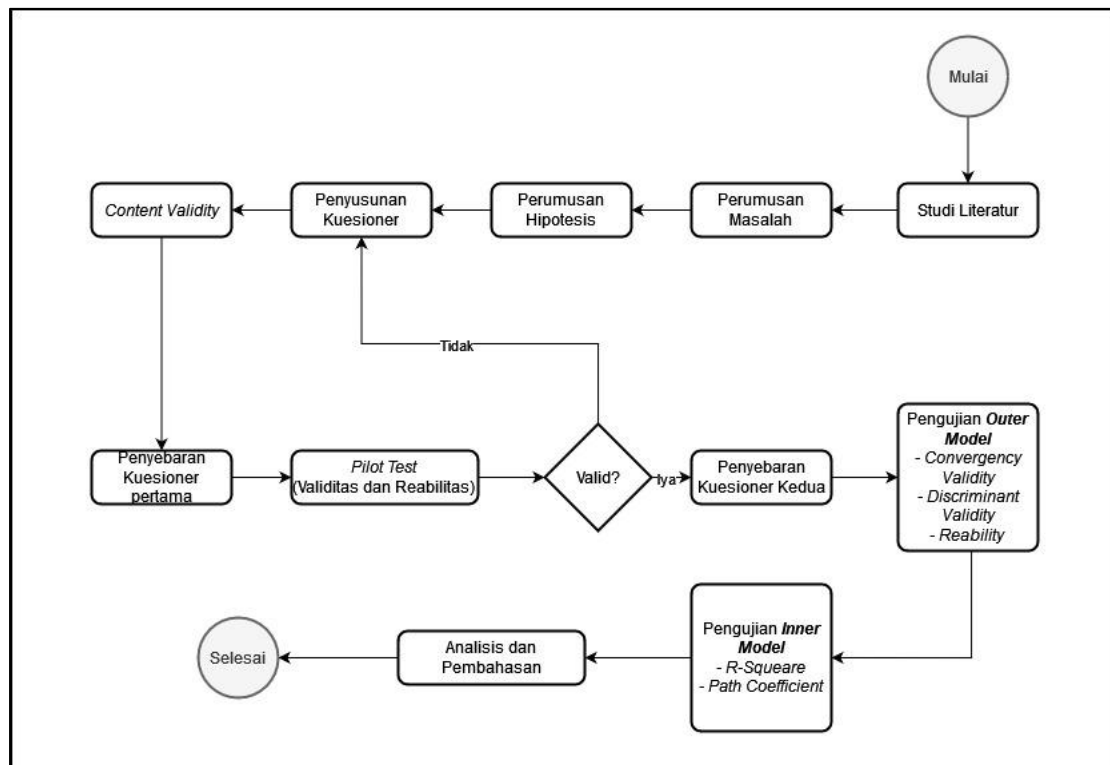 Mulai
Studi Literatur
Perumusan
Masalah
Perumusan
Hipotesis
Penyusunan
Kuesioner
Content Validity
Tidak
Penyebaran
Kuesioner
pertama
Pilot Test
(Validitas dan Reabilitas)
Valid?
Iya
Penyebaran
Kuesioner Kedua
Pengujian Outer
Model
- Convergency
Validity
- Discriminant
Validity
- Reability
Pengujian Inner
Model
- R-Squeare
- Path Coefficient
Analisis dan
Pembahasan
Selesai